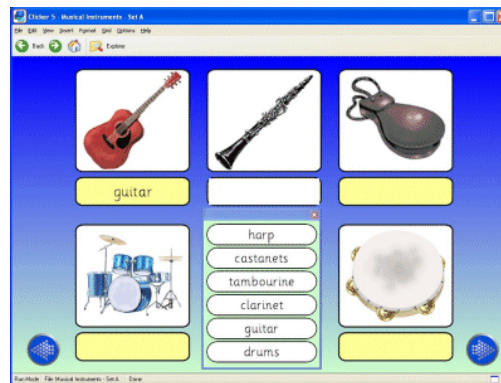 Clicker 5 - Musical Instruments - Set A
File Edit View Insert Format Grid Options Help
Back Explorer
guitar
harp
castanets
tambourine
clarinet
guitar
drums
Run Mode File: Musical Instruments - Set A Done